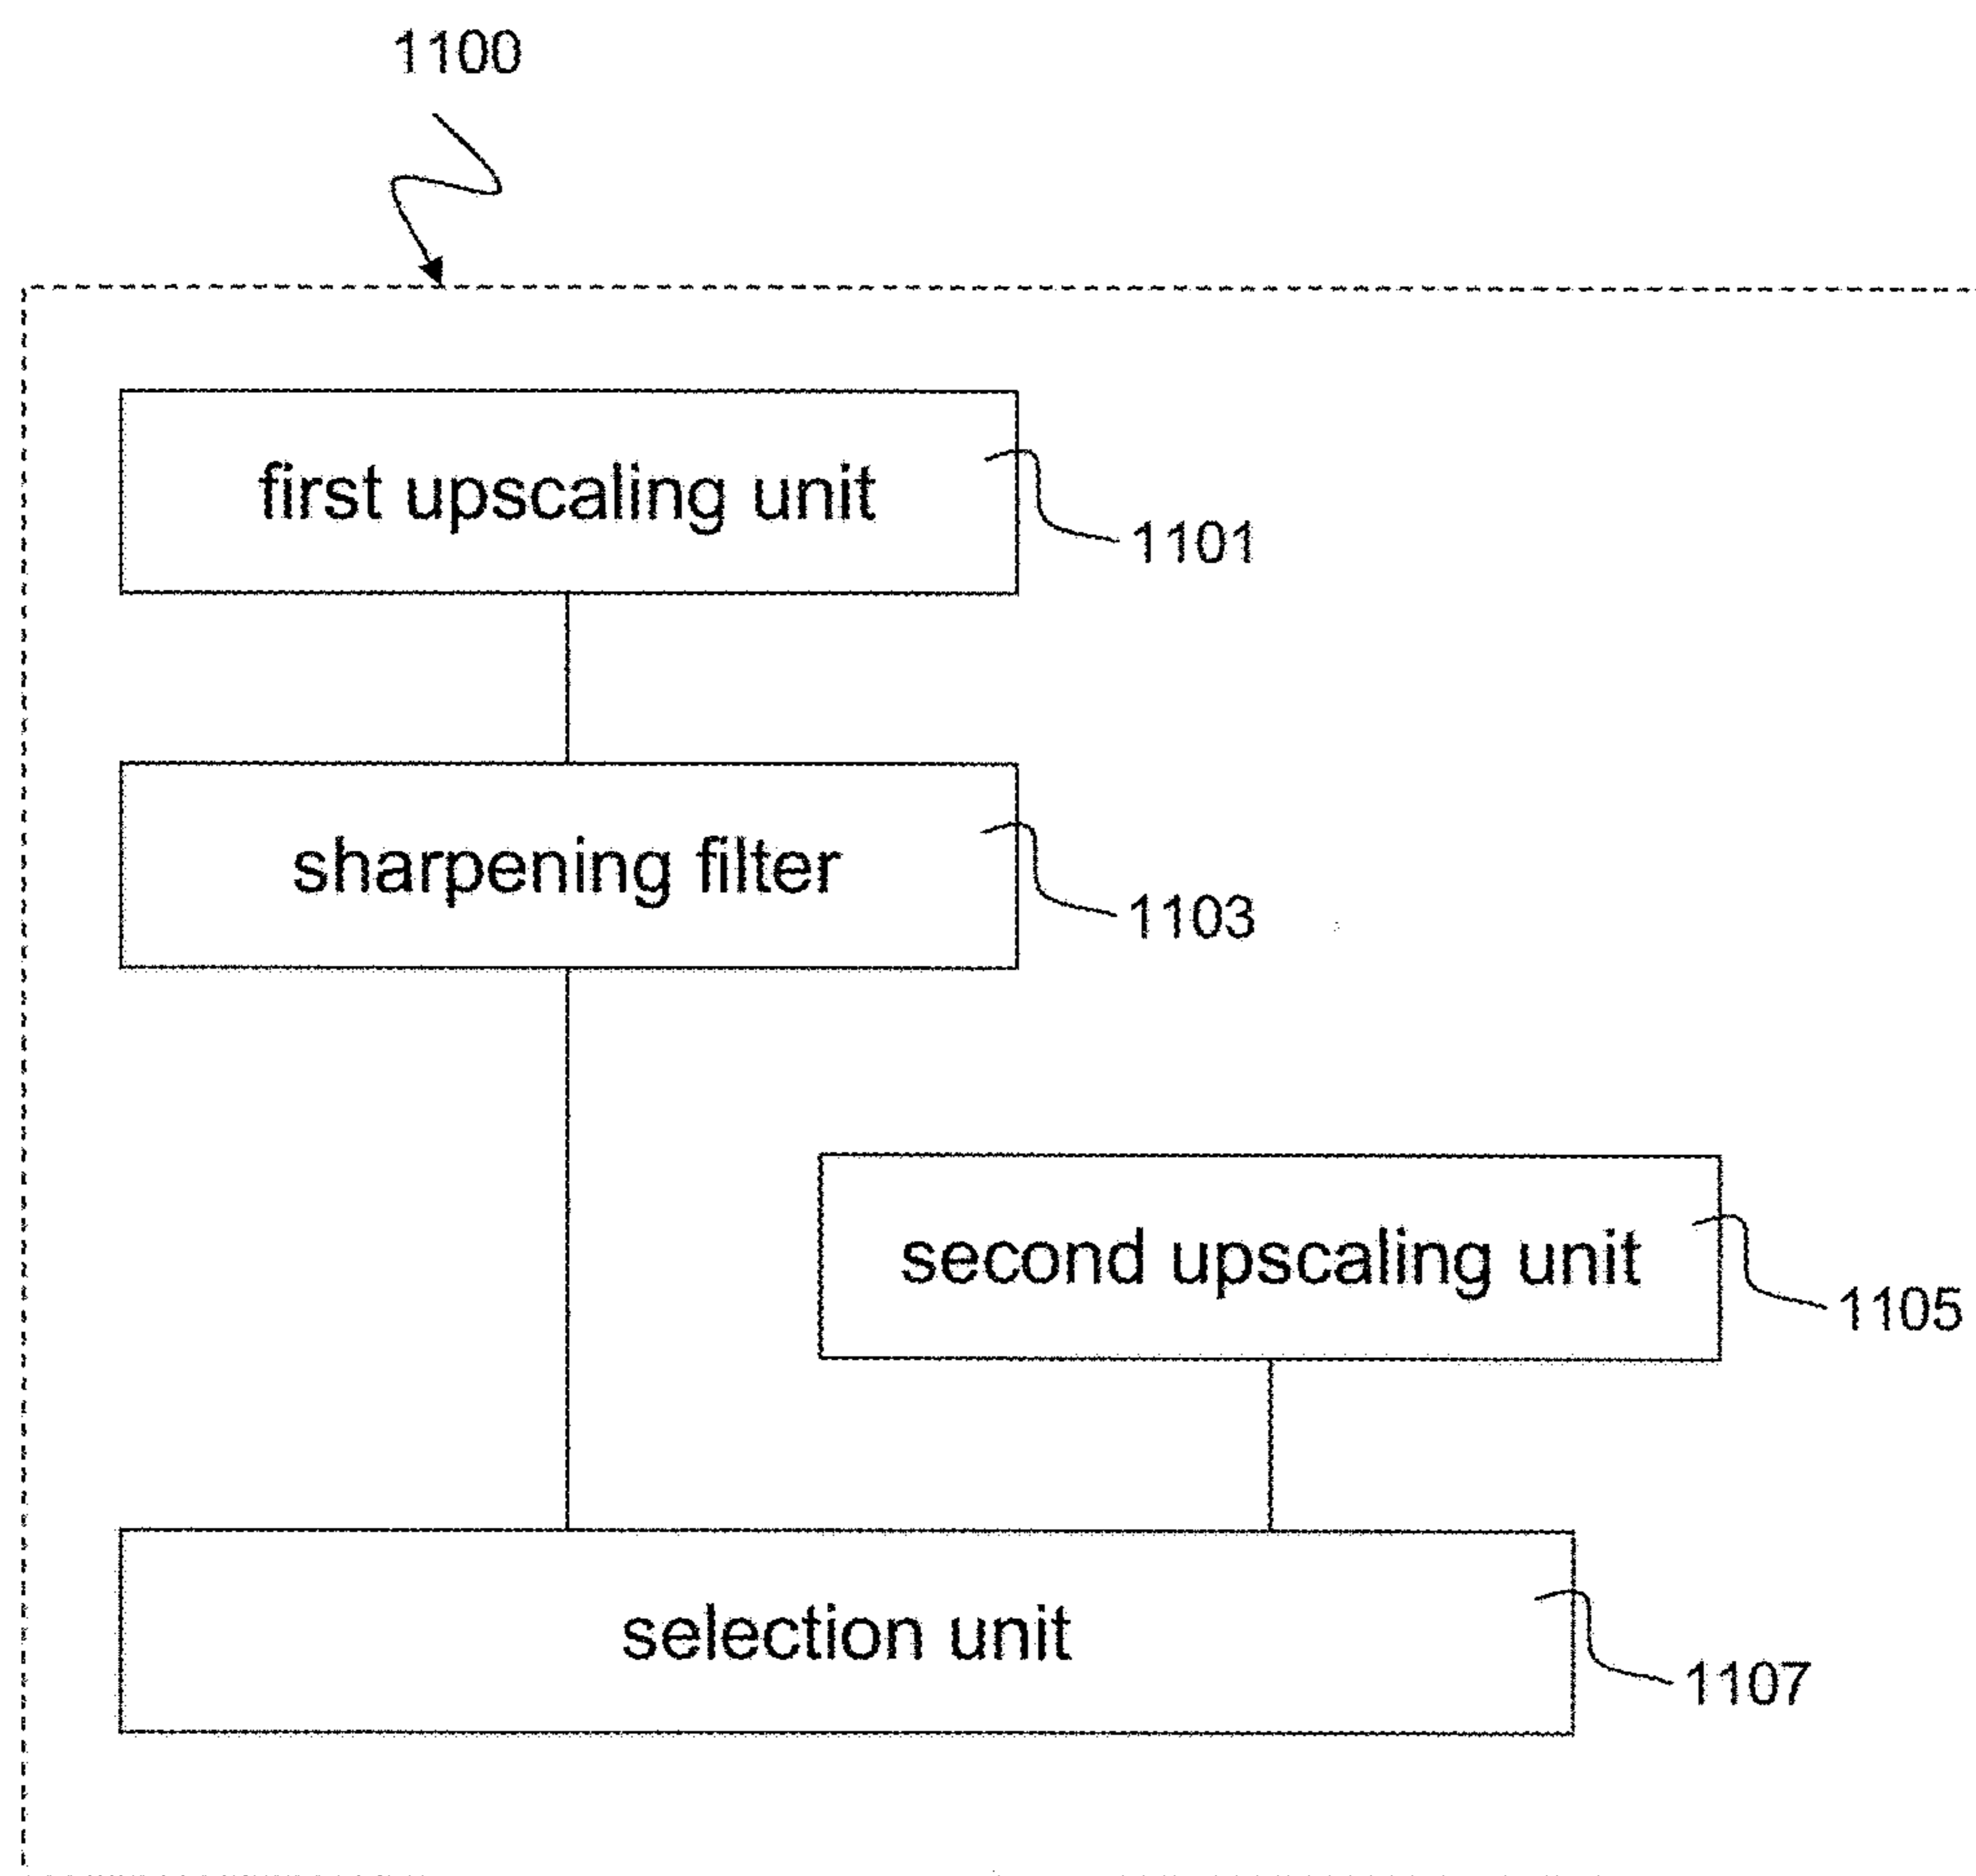 1100
first upscaling unit
1101
sharpening filter
1103
second upscaling unit
1105
selection unit
1107